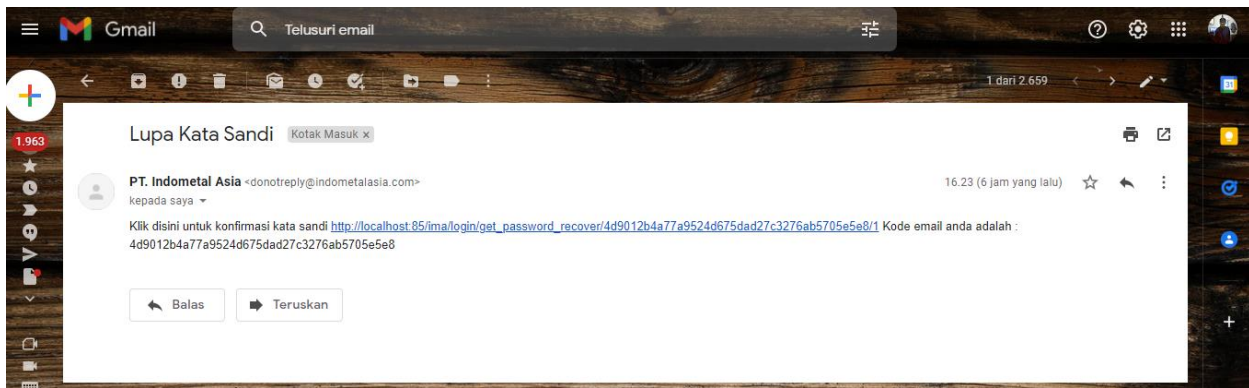 Gmail
Telusuri email
1 dari 2.659
31
1.963
Lupa Kata Sandi Kotak Masuk x
PT. Indometal Asia <donotreply@indometalasia.com> 16.23 (6 jam yang lalu)
kepada saya
Klik disini untuk konfirmasi kata sandi http://localhost:85/ima/login/get_password_recover/4d9012b4a77a9524d675dad27c3276ab5705e5e8/1 Kode email anda adalah :
4d9012b4a77a9524d675dad27c3276ab5705e5e8
Balas Teruskan